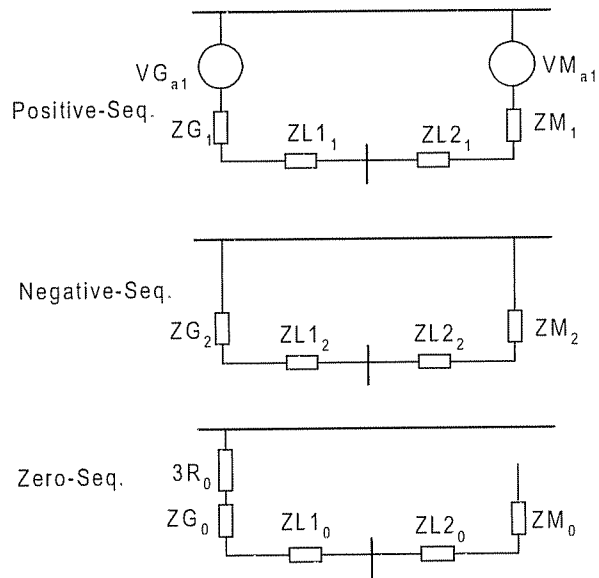 VG_a1
VM_a1
Positive-Seq.
ZG_1
ZL1_1
ZL2_1
ZM_1
Negative-Seq.
ZG_2
ZL1_2
ZL2_2
ZM_2
Zero-Seq.
3R_0
ZG_0
ZL1_0
ZL2_0
ZM_0